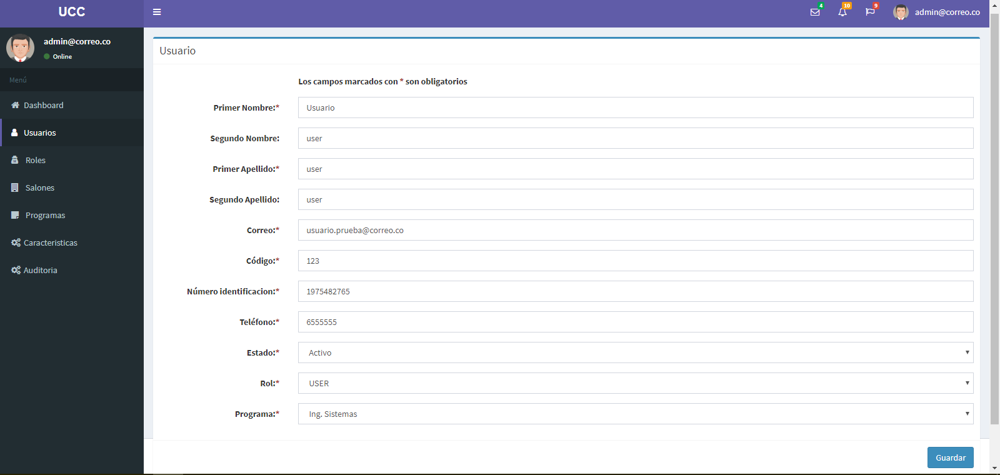 UCC
4
10
9
admin@correo.co
admin@correo.co
Online
Menú
Dashboard
Usuarios
Roles
Salones
Programas
Caracteristicas
Auditoria
Usuario
Los campos marcados con * son obligatorios
Primer Nombre:* Usuario
Segundo Nombre: user
Primer Apellido:* user
Segundo Apellido: user
Correo:* usuario.prueba@correo.co
Código:* 123
Número identificacion:* 1975482765
Teléfono:* 6555555
Estado:* Activo
Rol:* USER
Programa:* Ing. Sistemas
Guardar